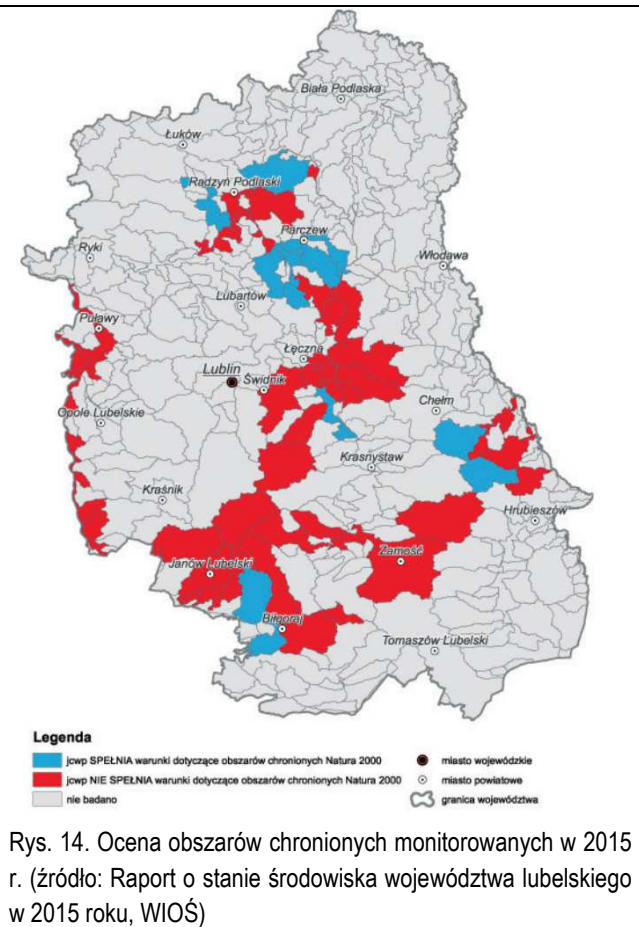 Biała Podlaska
Łuków
Radzyń Podlaski
Parczew
Ryki
Włodawa
Lubartów
Puławy
Łęczna
Lublin
Świdnik
Chełm
Opole Lubelskie
Krasnystaw
Kraśnik
Hrubieszów
Zamość
Janów Lubelski
Biłgoraj
Tomaszów Lubelski
Legenda
jcwp SPEŁNIA warunki dotyczące obszarów chronionych Natura 2000
jcwp NIE SPEŁNIA warunki dotyczące obszarów chronionych Natura 2000
nie badano
miasto wojewódzkie
miasto powiatowe
granica województwa
Rys. 14. Ocena obszarów chronionych monitorowanych w 2015
r. (źródło: Raport o stanie środowiska województwa lubelskiego
w 2015 roku, WIOŚ)